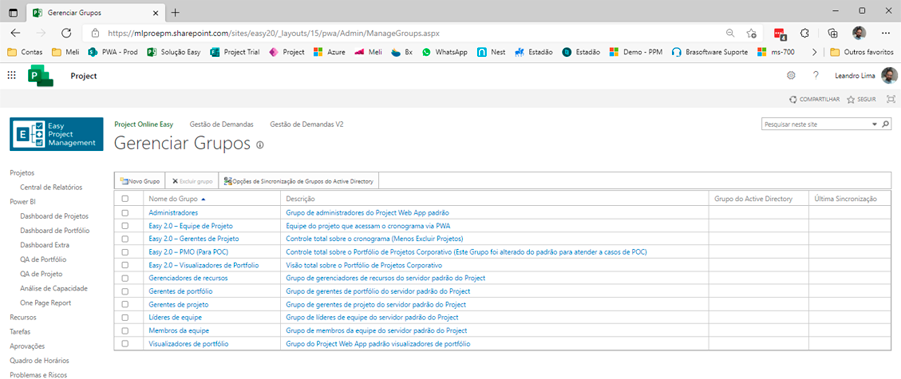 Gerenciar Grupos
https://mlproepm.sharepoint.com/sites/easy20/_layouts/15/pwa/Admin/ManageGroups.aspx
Contas Meli PWA - Prod Solução Easy Project Trial Project Azure Meli Bx WhatsApp Nest Estadão Estadão Demo - PPM Brasoftware Suporte ms-700 Outros favoritos
Project Leandro Lima
COMPARTILHAR SEGUIR
Easy Project Management
Project Online Easy Gestão de Demandas Gestão de Demandas V2
Pesquisar neste site
Gerenciar Grupos
Projetos
Central de Relatórios
Power BI
Dashboard de Projetos
Dashboard de Portfólio
Dashboard Extra
QA de Portfólio
QA de Projeto
Análise de Capacidade
One Page Report
Recursos
Tarefas
Aprovações
Quadro de Horários
Problemas e Riscos
Novo Grupo Excluir grupo Opções de Sincronização de Grupos do Active Directory
Nome do Grupo Descrição Grupo do Active Directory Última Sincronização
Administradores Grupo de administradores do Project Web App padrão
Easy 2.0 – Equipe de Projeto Equipe do projeto que acessam o cronograma via PWA
Easy 2.0 – Gerentes de Projeto Controle total sobre o cronograma (Menos Excluir Projetos)
Easy 2.0 – PMO (Para POC) Controle total sobre o Portfólio de Projetos Corporativo (Este Grupo foi alterado do padrão para atender a casos de POC)
Easy 2.0 – Visualizadores de Portfolio Visão total sobre o Portfólio de Projetos Corporativo
Gerenciadores de recursos Grupo de gerenciadores de recursos do servidor padrão do Project
Gerentes de portfólio Grupo de gerentes de portfólio do servidor padrão do Project
Gerentes de projeto Grupo de gerentes de projeto do servidor padrão do Project
Líderes de equipe Grupo de líderes de equipe do servidor padrão do Project
Membros da equipe Grupo de membros da equipe do servidor padrão do Project
Visualizadores de portfólio Grupo do Project Web App padrão visualizadores de portfólio